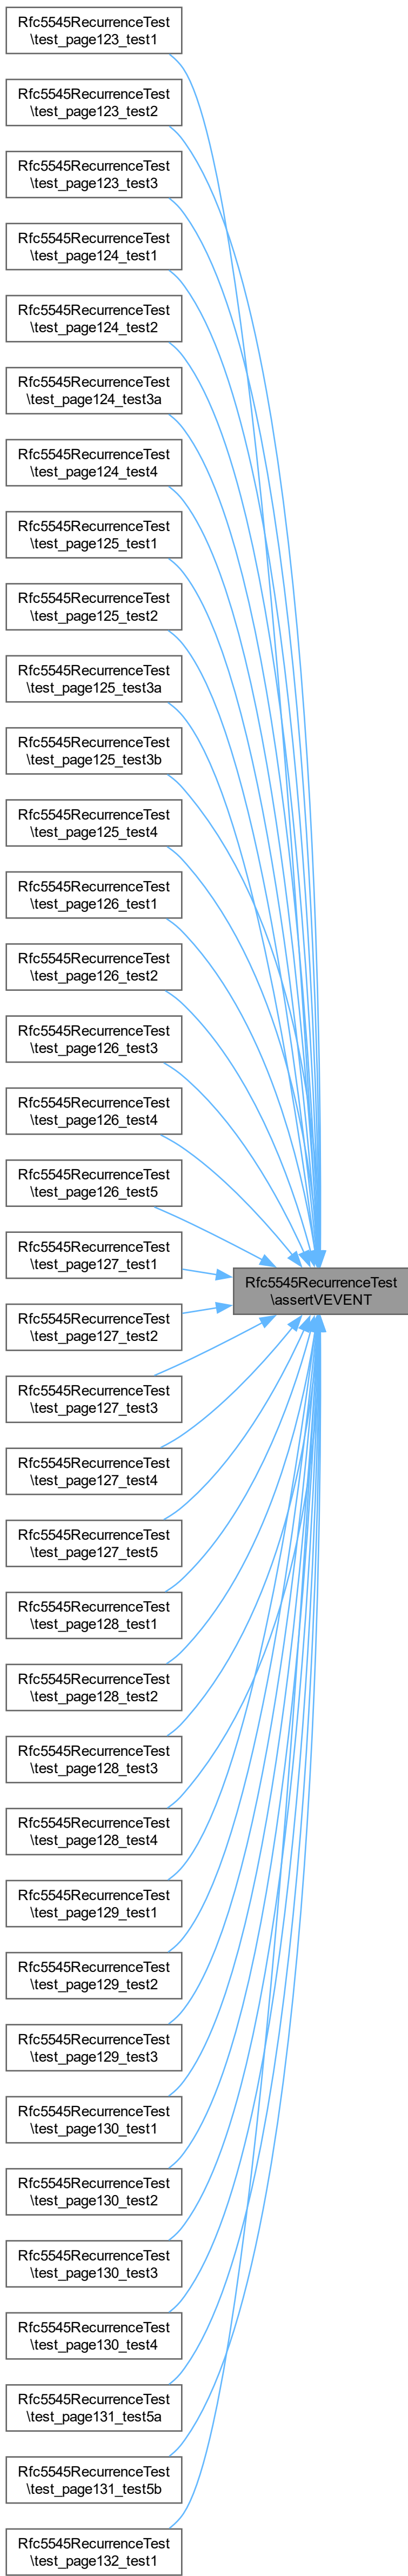 Rfc5545RecurrenceTest
\test_page123_test1
Rfc5545RecurrenceTest
\test_page123_test2
Rfc5545RecurrenceTest
\test_page123_test3
Rfc5545RecurrenceTest
\test_page124_test1
Rfc5545RecurrenceTest
\test_page124_test2
Rfc5545RecurrenceTest
\test_page124_test3a
Rfc5545RecurrenceTest
\test_page124_test4
Rfc5545RecurrenceTest
\test_page125_test1
Rfc5545RecurrenceTest
\test_page125_test2
Rfc5545RecurrenceTest
\test_page125_test3a
Rfc5545RecurrenceTest
\test_page125_test3b
Rfc5545RecurrenceTest
\test_page125_test4
Rfc5545RecurrenceTest
\test_page126_test1
Rfc5545RecurrenceTest
\test_page126_test2
Rfc5545RecurrenceTest
\test_page126_test3
Rfc5545RecurrenceTest
\test_page126_test4
Rfc5545RecurrenceTest
\test_page126_test5
Rfc5545RecurrenceTest
\test_page127_test1
Rfc5545RecurrenceTest
\assertVEVENT
Rfc5545RecurrenceTest
\test_page127_test2
Rfc5545RecurrenceTest
\test_page127_test3
Rfc5545RecurrenceTest
\test_page127_test4
Rfc5545RecurrenceTest
\test_page127_test5
Rfc5545RecurrenceTest
\test_page128_test1
Rfc5545RecurrenceTest
\test_page128_test2
Rfc5545RecurrenceTest
\test_page128_test3
Rfc5545RecurrenceTest
\test_page128_test4
Rfc5545RecurrenceTest
\test_page129_test1
Rfc5545RecurrenceTest
\test_page129_test2
Rfc5545RecurrenceTest
\test_page129_test3
Rfc5545RecurrenceTest
\test_page130_test1
Rfc5545RecurrenceTest
\test_page130_test2
Rfc5545RecurrenceTest
\test_page130_test3
Rfc5545RecurrenceTest
\test_page130_test4
Rfc5545RecurrenceTest
\test_page131_test5a
Rfc5545RecurrenceTest
\test_page131_test5b
Rfc5545RecurrenceTest
\test_page132_test1